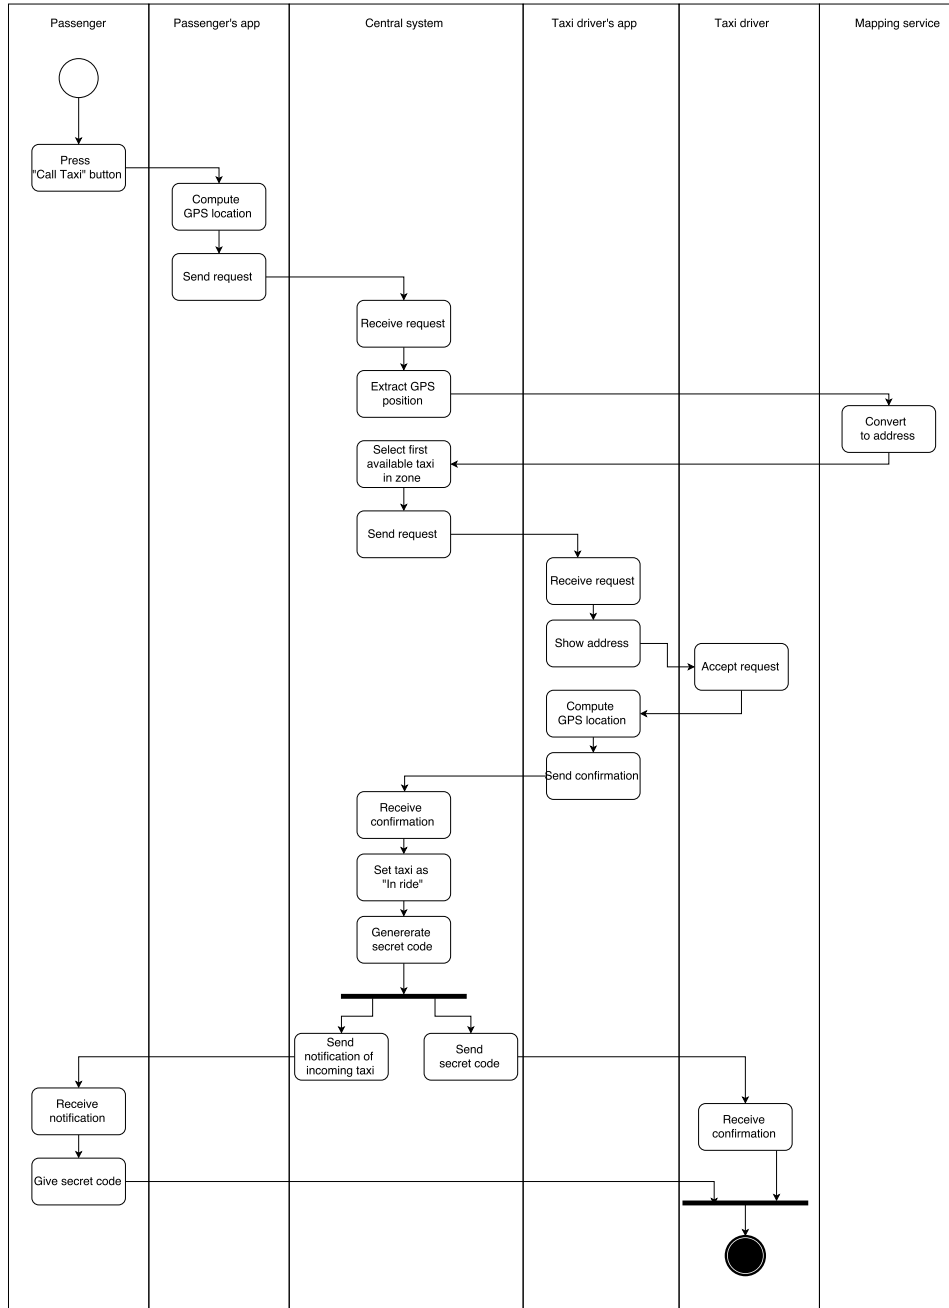 Passenger
Passenger's app
Central system
Taxi driver's app
Taxi driver
Mapping service
Press
"Call Taxi" button
Compute
GPS location
Send request
Receive request
Extract GPS
position
Convert
to address
Select first
available taxi
in zone
Send request
Receive request
Show address
Accept request
Compute
GPS location
Send confirmation
Receive
confirmation
Set taxi as
"In ride"
Genererate
secret code
Send
notification of
incoming taxi
Send
secret code
Receive
notification
Receive
confirmation
Give secret code